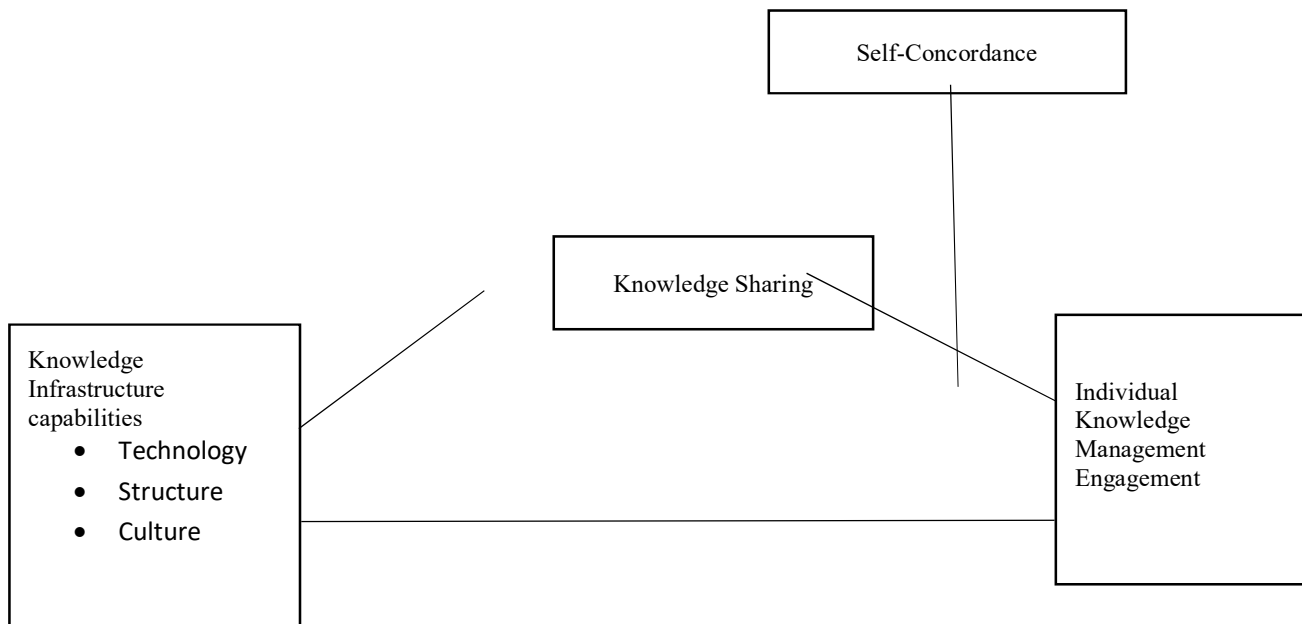 Self-Concordance
Knowledge Sharing
Knowledge
Infrastructure
capabilities
• Technology
• Structure
• Culture
Individual
Knowledge
Management
Engagement